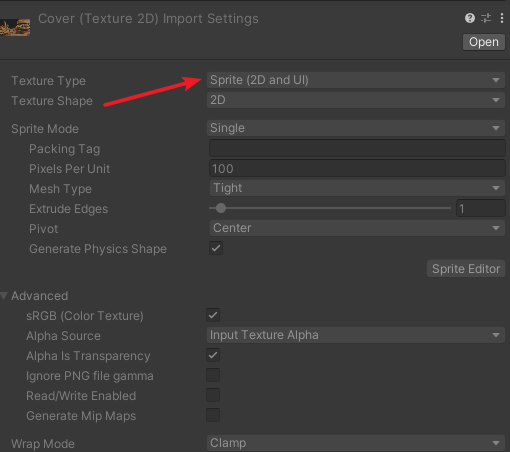 Cover (Texture 2D) Import Settings
Open
Texture Type Sprite (2D and UI)
Texture Shape 2D
Sprite Mode Single
Packing Tag
Pixels Per Unit 100
Mesh Type Tight
Extrude Edges 1
Pivot Center
Generate Physics Shape
Sprite Editor
Advanced
sRGB (Color Texture)
Alpha Source Input Texture Alpha
Alpha Is Transparency
Ignore PNG file gamma
Read/Write Enabled
Generate Mip Maps
Wrap Mode Clamp